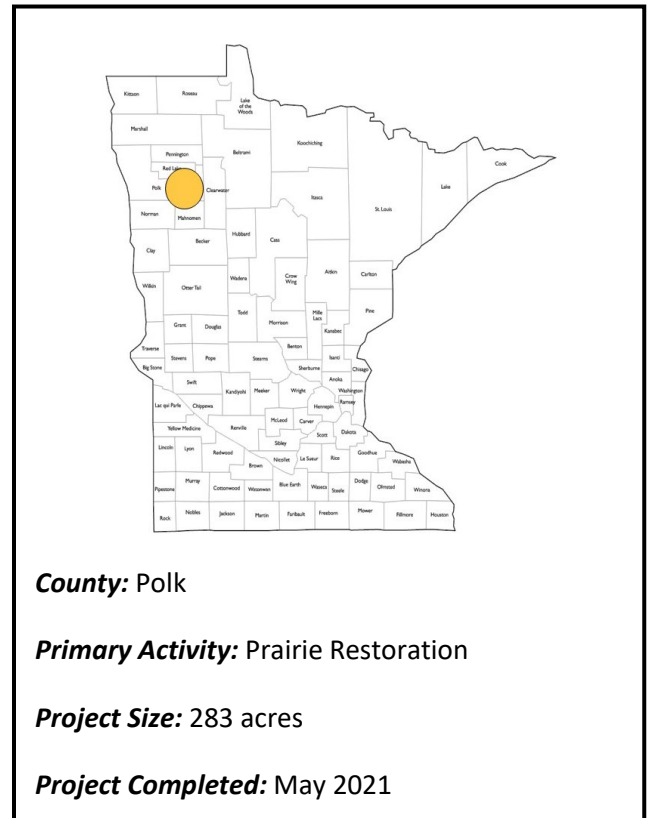 Kittson Roseau
Lake
of the
Woods
Marshall
Koochiching
Pennington
Beltrami
Cook
Red Lake
Lake
Polk
Clearwater
Itasca
St. Louis
Norman Mahnomen
Hubbard
Cass
Clay
Becker
Aitkin
Carlton
Wilkin
Otter Tail
Wadena
Crow
Wing
Pine
Todd
Mille
Lacs
Grant Douglas
Morrison
Kanabec
Benton
Traverse
Stevens Pope
Stearns
Isanti
Sherburne
Chisago
Big Stone
Anoka
Swift
Washington
Kandiyohi Meeker Wright
Ramsey
Lac qui Parle Chippewa
Hennepin
McLeod Carver
Yellow Medicine
Renville
Scott Dakota
Sibley
Lincoln Lyon Redwood
Nicollet Le Sueur Rice Goodhue
Wabasha
Brown
Pipestone Murray Cottonwood Watonwan Blue Earth Waseca Steele Dodge Olmsted Winona
Rock Nobles Jackson Martin Faribault Freeborn Mower Fillmore Houston
County: Polk
Primary Activity: Prairie Restoration
Project Size: 283 acres
Project Completed: May 2021